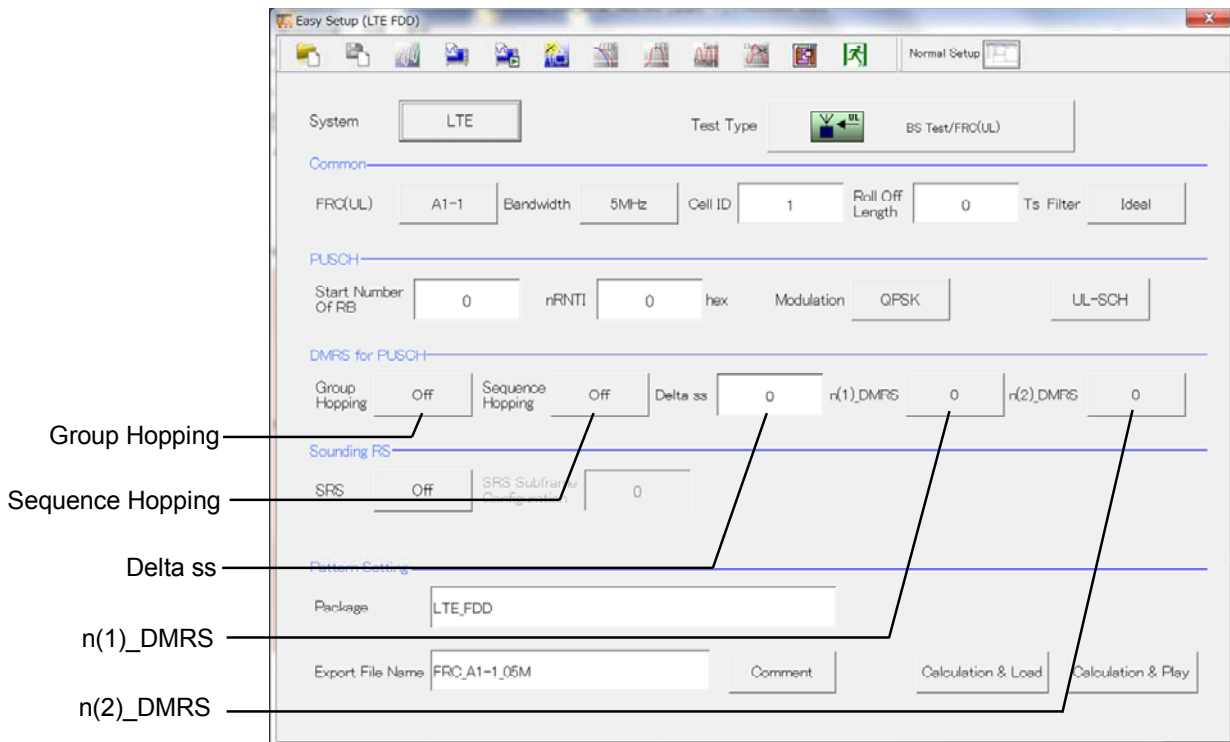 Easy Setup (LTE FDD)
Normal Setup
System LTE Test Type UL BS Test/FRC(UL)
Common
FRC(UL) A1-1 Bandwidth 5MHz Cell ID 1 Roll Off Length 0 Ts Filter Ideal
PUSCH
Start Number Of RB 0 nRNTI 0 hex Modulation QPSK UL-SCH
DMRS for PUSCH
Group Hopping Off Sequence Hopping Off Delta ss 0 n(1)_DMRS 0 n(2)_DMRS 0
Group Hopping
Sounding RS
SRS Off SRS Subframe Configuration 0
Sequence Hopping
Delta ss
Pattern Setting
Package LTE_FDD
n(1)_DMRS
Export File Name FRC_A1-1_05M Comment Calculation & Load Calculation & Play
n(2)_DMRS